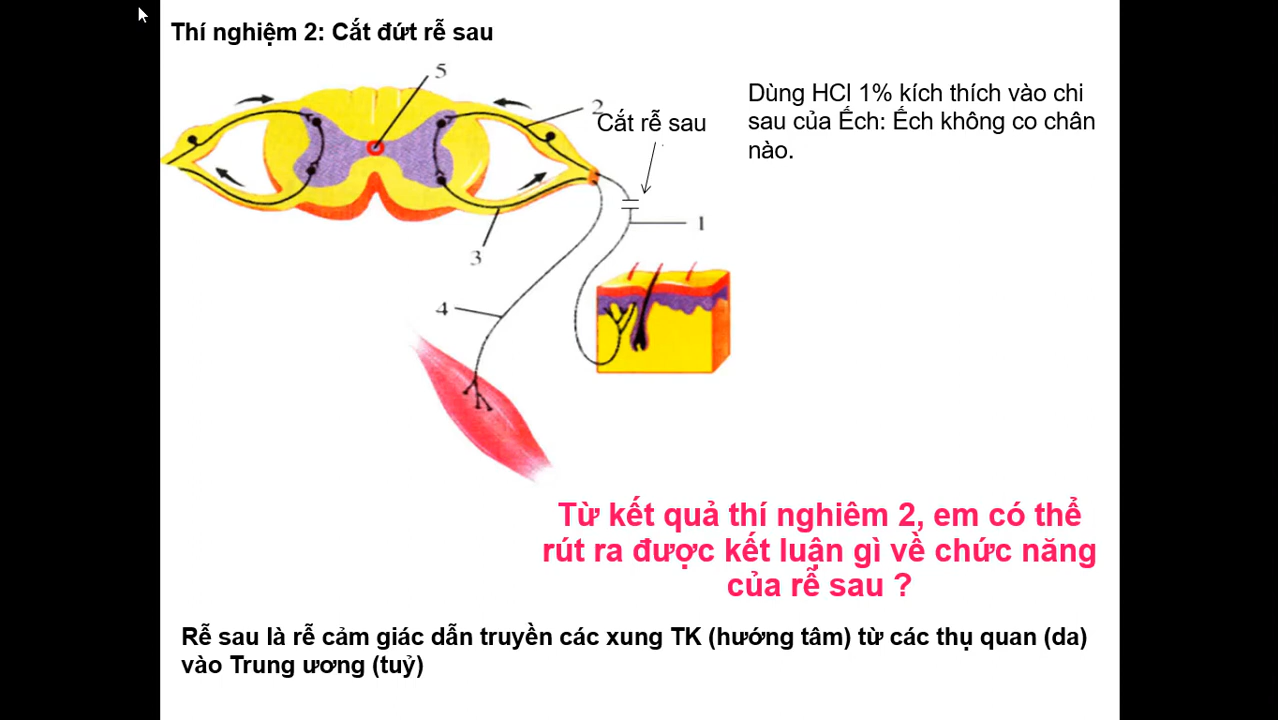 Thí nghiệm 2: Cắt đứt rễ sau
5
2
Cắt rễ sau
Dùng HCl 1% kích thích vào chi
sau của Ếch: Ếch không co chân
nào.
1
3
4
Từ kết quả thí nghiêm 2, em có thể
rút ra được kết luận gì về chức năng
của rễ sau ?
Rễ sau là rễ cảm giác dẫn truyền các xung TK (hướng tâm) từ các thụ quan (da)
vào Trung ương (tuỷ)